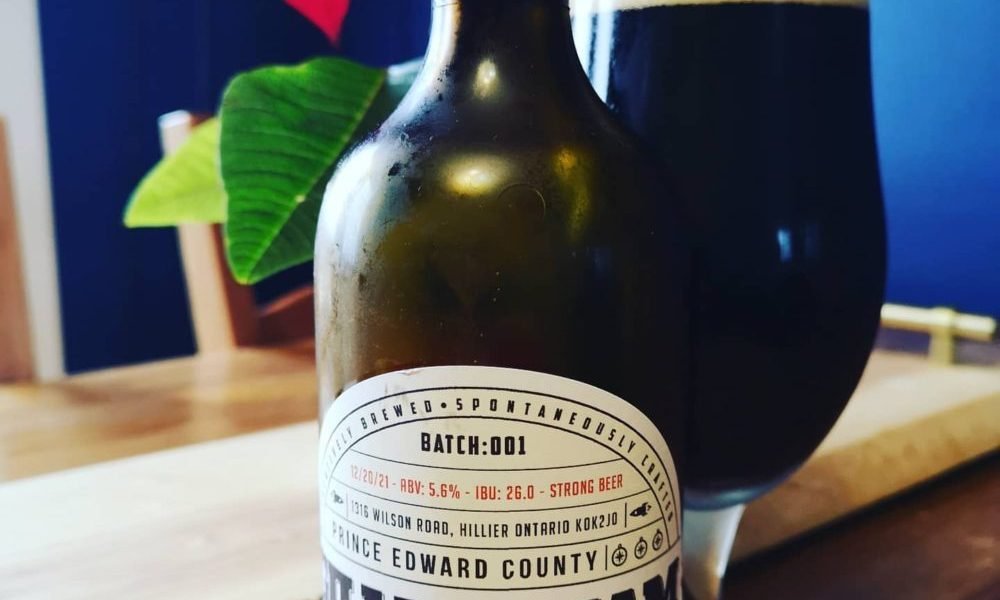 BREWED • SPONTANEOUSLY CRAFTED
BATCH:001
12/20/21 - ABV: 5.6% - IBU: 26.0 - STRONG BEER
1316 WILSON ROAD, HILLIER ONTARIO K0K2J0
PRINCE EDWARD COUNTY